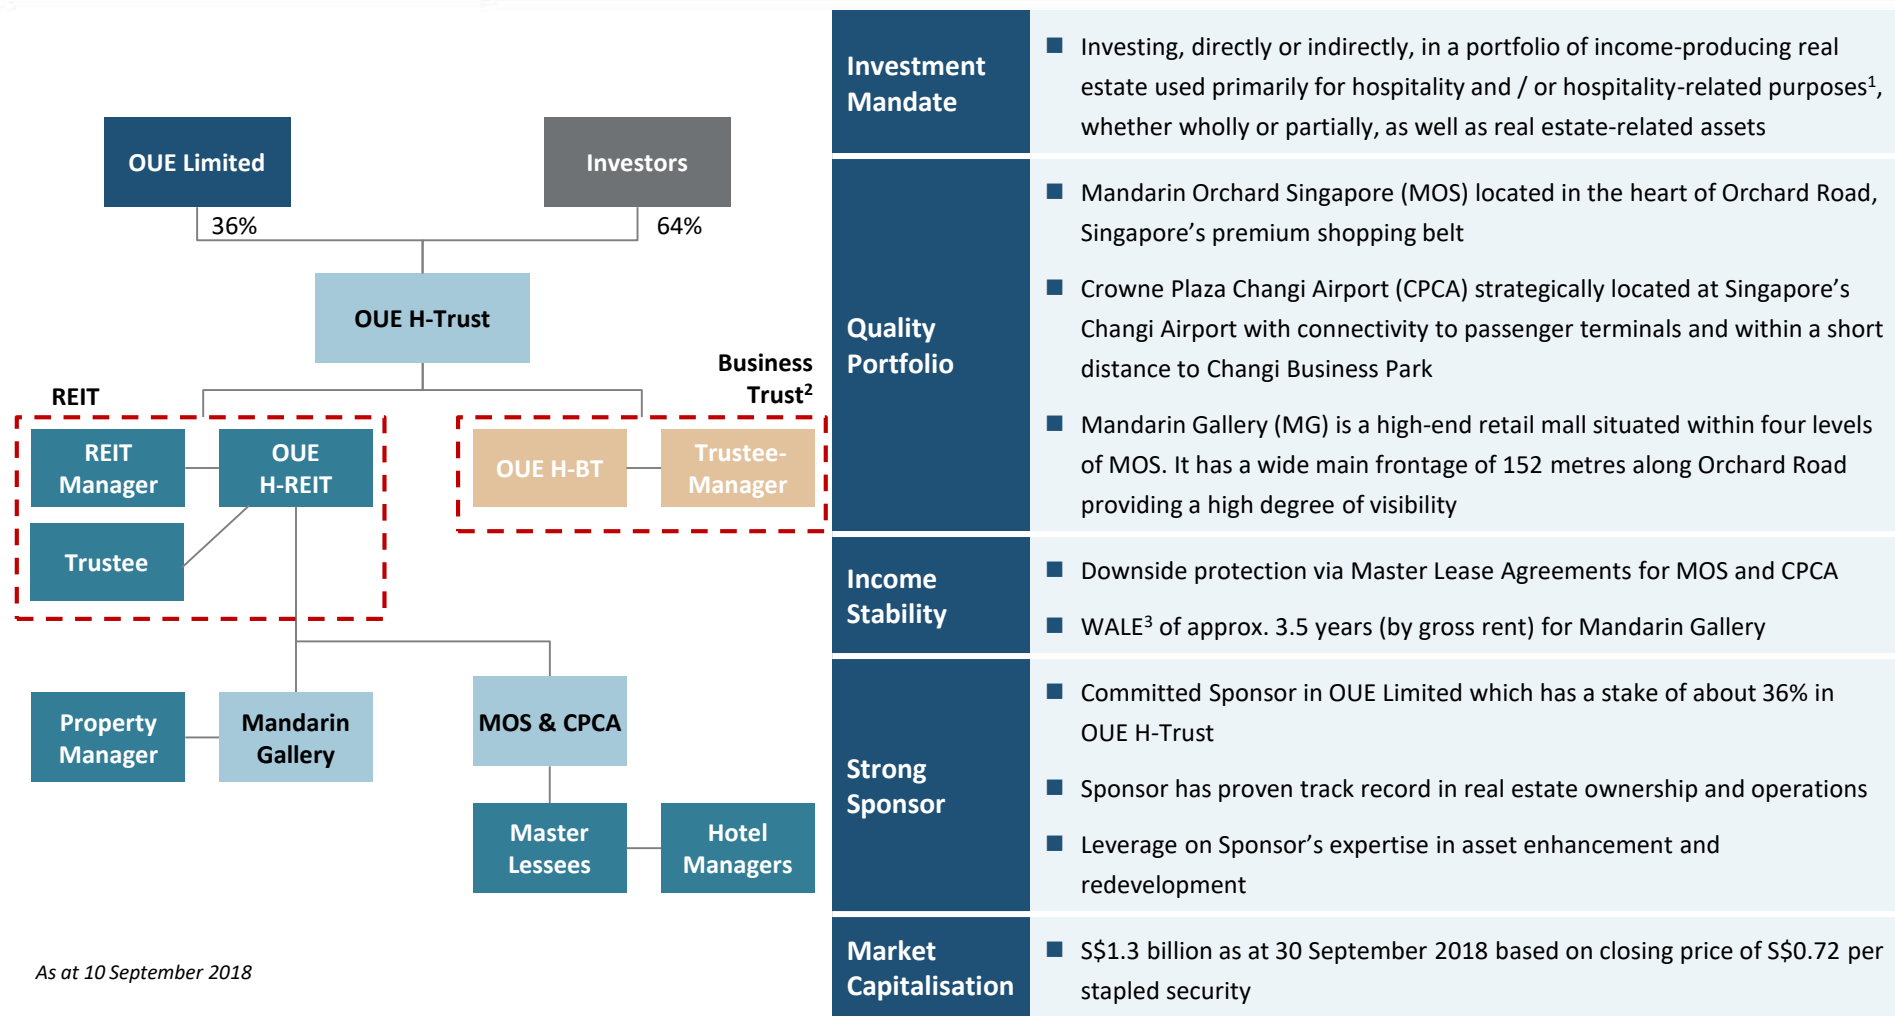 OUE Limited
Investors
36%
64%
OUE H-Trust
REIT
Business
Trust²
REIT
Manager
OUE
H-REIT
Trustee
OUE H-BT
Trustee-
Manager
Property
Manager
Mandarin
Gallery
MOS & CPCA
Master
Lessees
Hotel
Managers
As at 10 September 2018
Investment
Mandate
■ Investing, directly or indirectly, in a portfolio of income-producing real
estate used primarily for hospitality and / or hospitality-related purposes¹,
whether wholly or partially, as well as real estate-related assets
Quality
Portfolio
■ Mandarin Orchard Singapore (MOS) located in the heart of Orchard Road,
Singapore’s premium shopping belt
■ Crowne Plaza Changi Airport (CPCA) strategically located at Singapore’s
Changi Airport with connectivity to passenger terminals and within a short
distance to Changi Business Park
■ Mandarin Gallery (MG) is a high-end retail mall situated within four levels
of MOS. It has a wide main frontage of 152 metres along Orchard Road
providing a high degree of visibility
Income
Stability
■ Downside protection via Master Lease Agreements for MOS and CPCA
■ WALE³ of approx. 3.5 years (by gross rent) for Mandarin Gallery
Strong
Sponsor
■ Committed Sponsor in OUE Limited which has a stake of about 36% in
OUE H-Trust
■ Sponsor has proven track record in real estate ownership and operations
■ Leverage on Sponsor’s expertise in asset enhancement and
redevelopment
Market
Capitalisation
■ S$1.3 billion as at 30 September 2018 based on closing price of S$0.72 per
stapled security